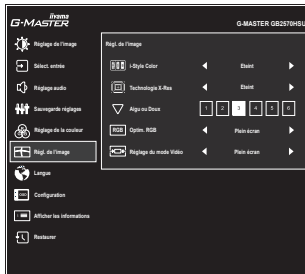 iiyama
G-MASTER
G-MASTER GB2570HSU
Réglage de l'image
Sélect. entrée
Réglage audio
Sauvegarde réglages
Réglage de la couleur
Régl. de l'image
Langue
OSD Configuration
Afficher les informations
Restaurer
Régl. de l'image
i-Style Color Eteint
Technologie X-Res Eteint
Aigu ou Doux 1 2 3 4 5 6
RGB Optim. RGB Plein écran
Réglage du mode Vidéo Plein écran